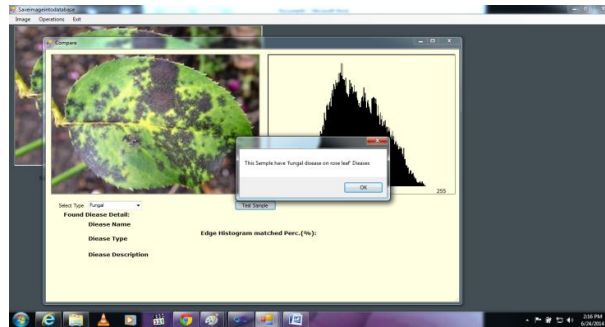 Saveimageintodatabase
Image Operations Exit
Compare
This Sample have 'fungal disease on rose leaf' Diseases
OK
255
Select Type Fungal
Test Sample
Found Diease Detail:
Diease Name
Edge Histogram matched Perc.(%):
Diease Type
Diease Description
2:16 PM
6/24/2014